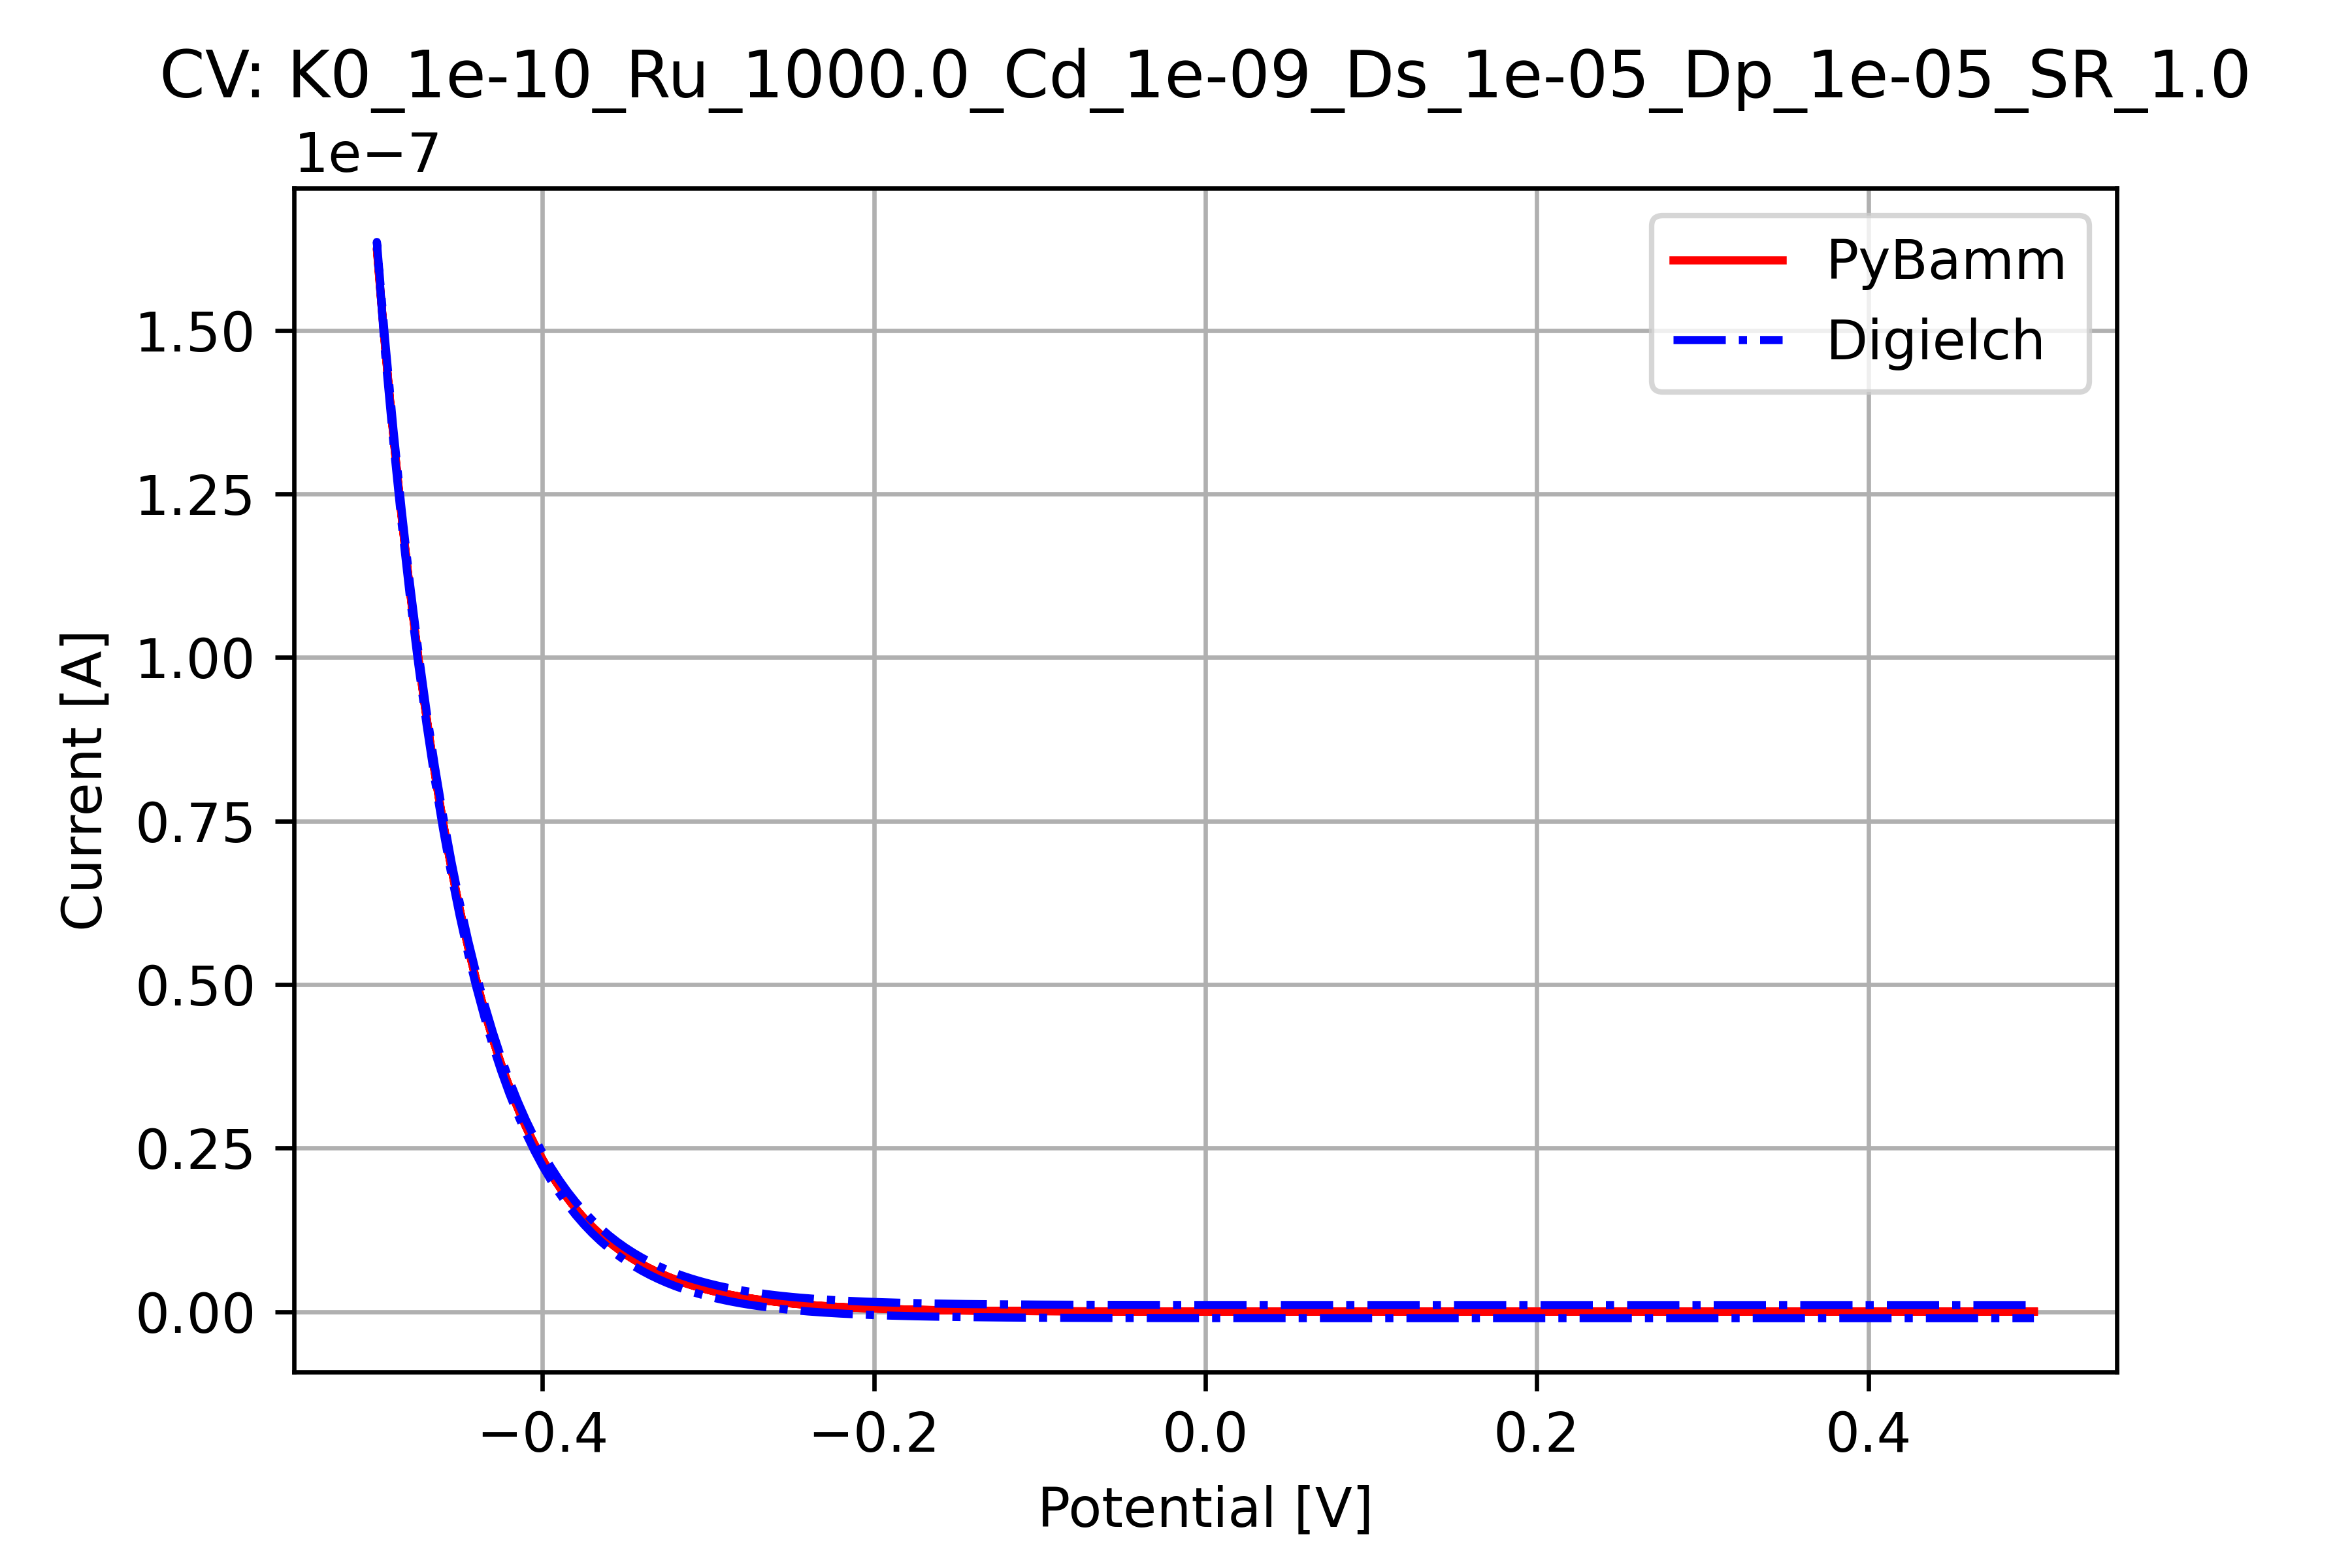 CV: K0_1e-10_Ru_1000.0_Cd_1e-09_Ds_1e-05_Dp_1e-05_SR_1.0
1e−7
PyBamm
Digielch
1.50
1.25
1.00
0.75
0.50
0.25
0.00
Current [A]
−0.4 −0.2 0.0 0.2 0.4
Potential [V]